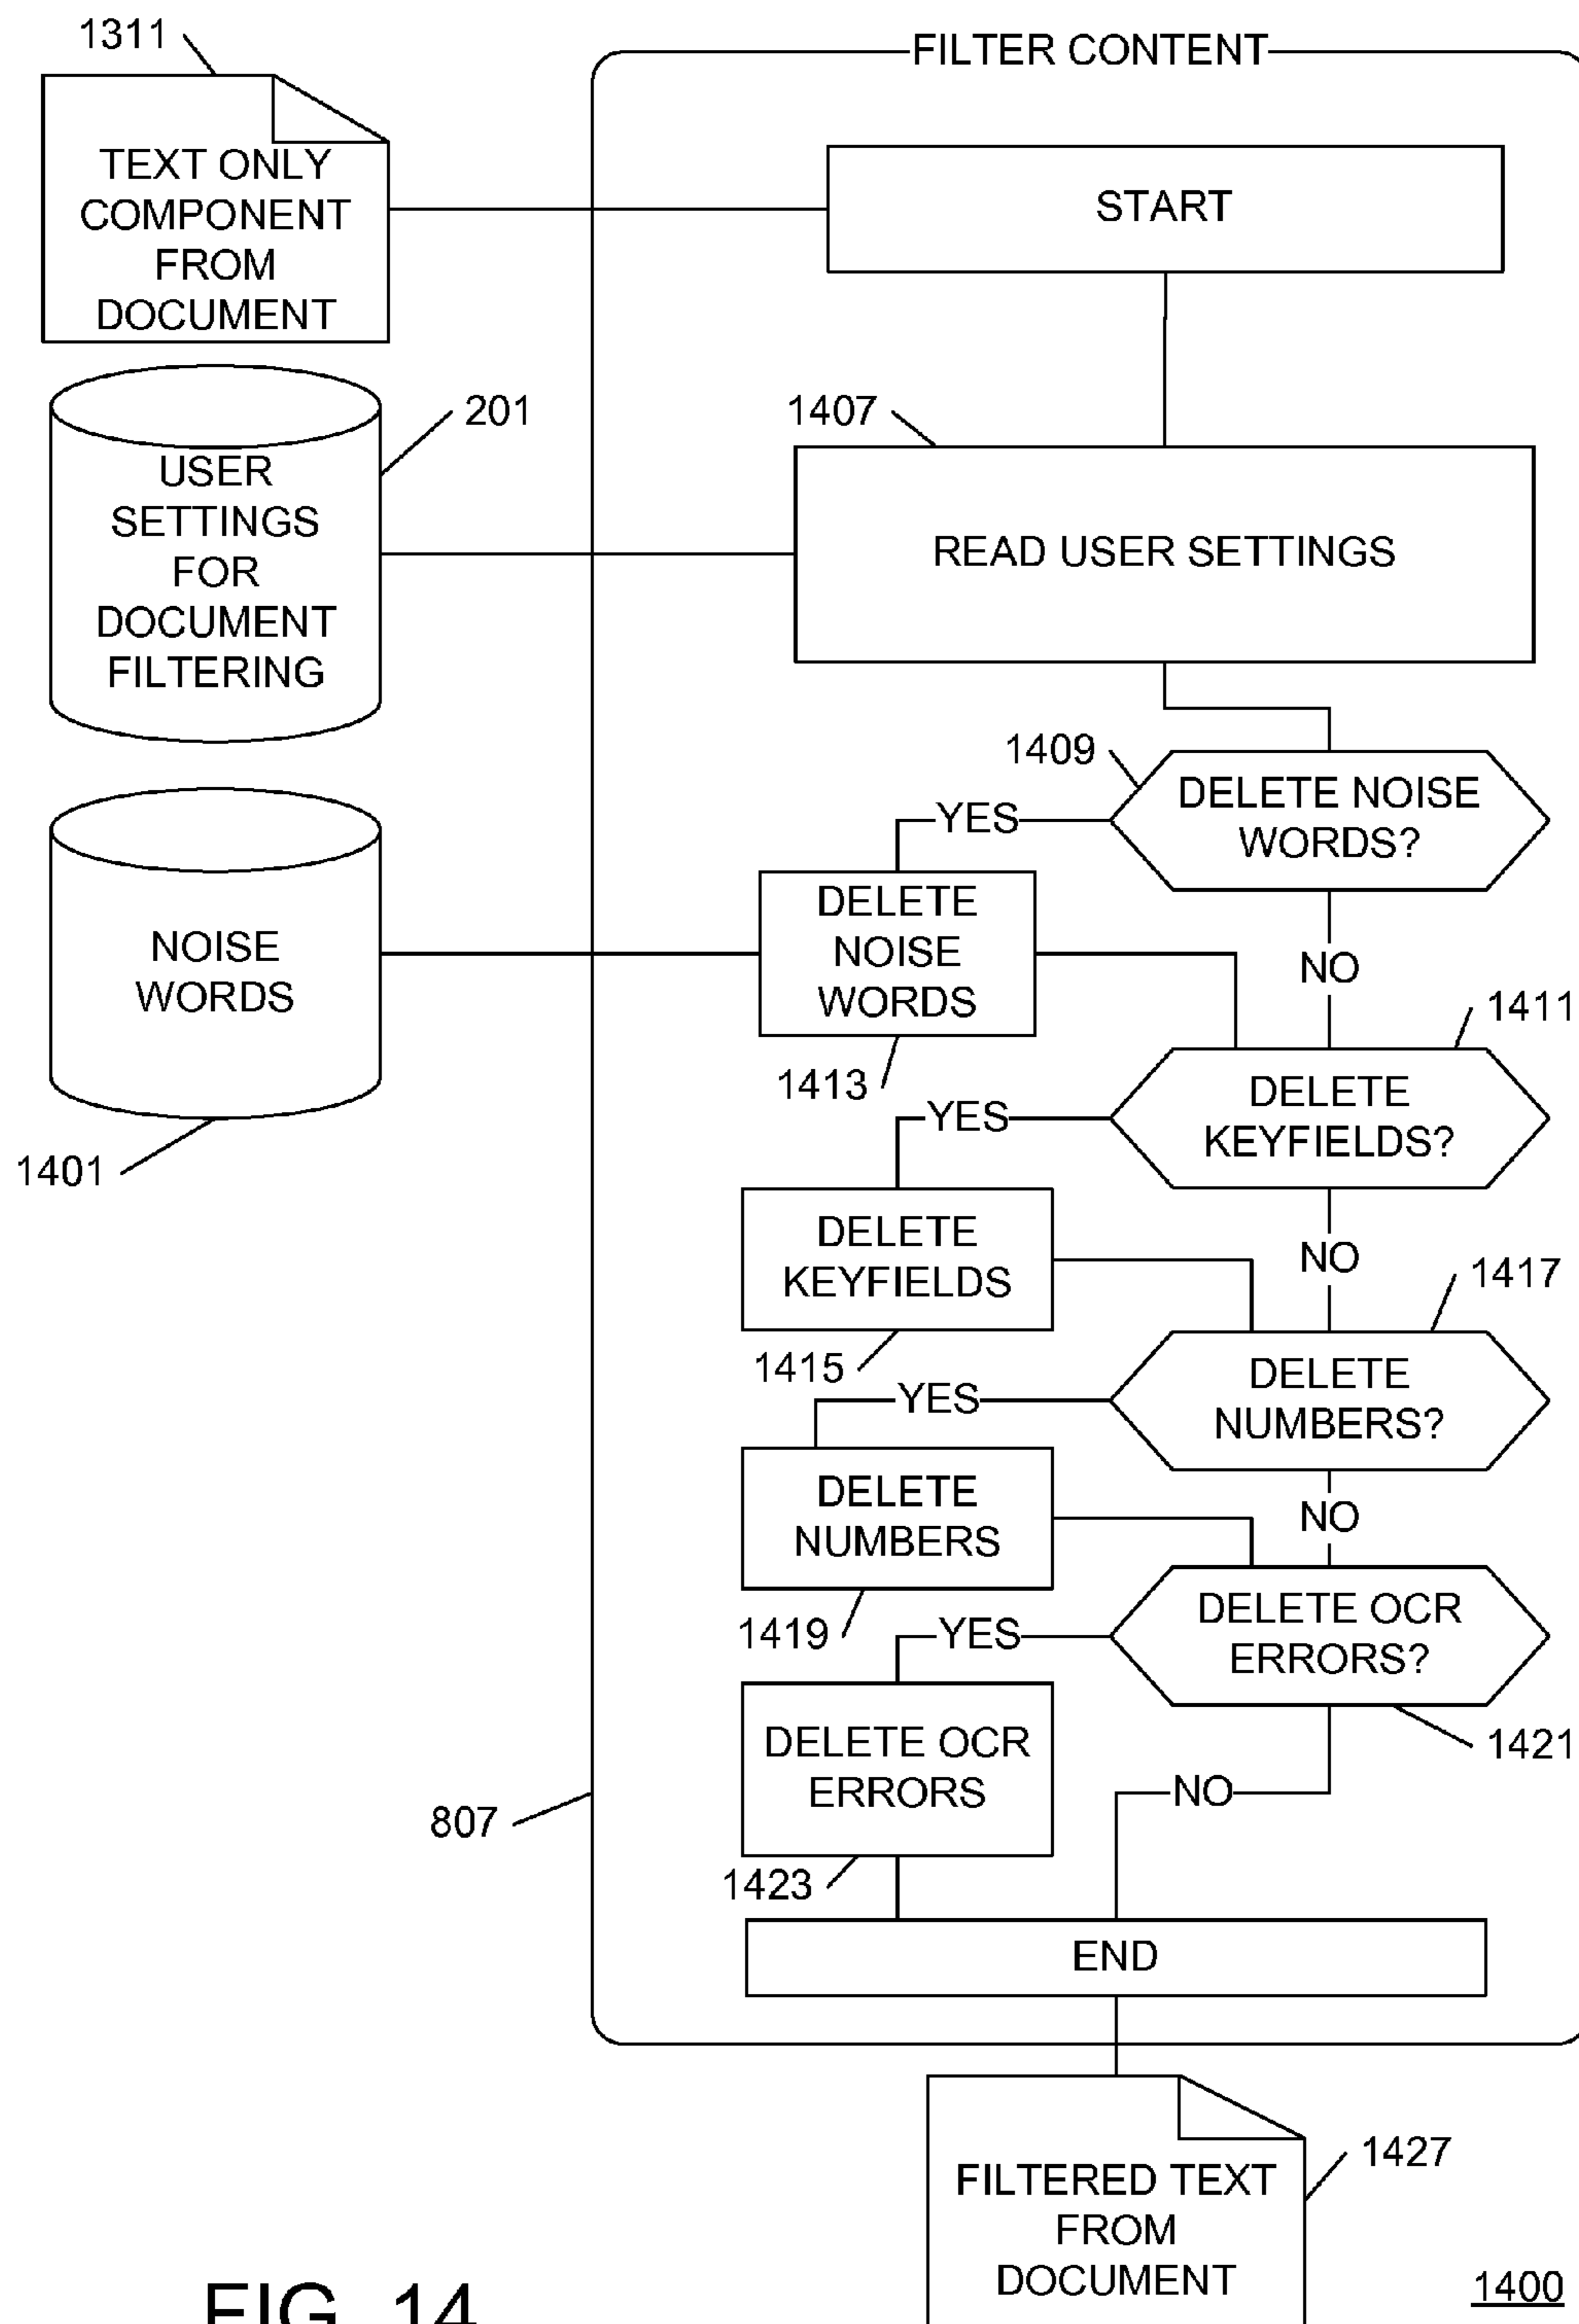 1311
FILTER CONTENT
TEXT ONLY
COMPONENT
FROM
DOCUMENT
START
201
USER
SETTINGS
FOR
DOCUMENT
FILTERING
1407
READ USER SETTINGS
1409
DELETE NOISE
WORDS?
YES
NO
NOISE
WORDS
1401
DELETE
NOISE
WORDS
1413
1411
DELETE
KEYFIELDS?
YES
NO
DELETE
KEYFIELDS
1415
1417
DELETE
NUMBERS?
YES
NO
DELETE
NUMBERS
1419
DELETE OCR
ERRORS?
1421
YES
NO
DELETE OCR
ERRORS
1423
807
END
FILTERED TEXT
FROM
DOCUMENT
1427
1400
FIG. 14